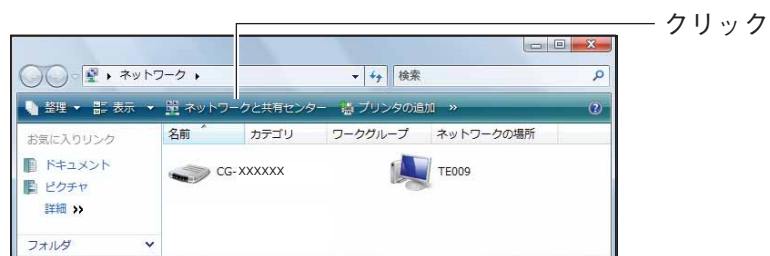 クリック
ネットワーク
検索
整理 表示 ネットワークと共有センター プリンタの追加 »
お気に入りリンク
名前 カテゴリ ワークグループ ネットワークの場所
ドキュメント
ピクチャ
詳細 »
CG-XXXXXX
TE009
フォルダ